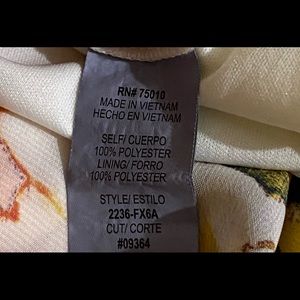 RN# 75010
MADE IN VIETNAM
HECHO EN VIETNAM
SELF/ CUERPO
100% POLYESTER
LINING/ FORRO
100% POLYESTER
STYLE/ ESTILO
2236-FX6A
CUT/ CORTE
#09364